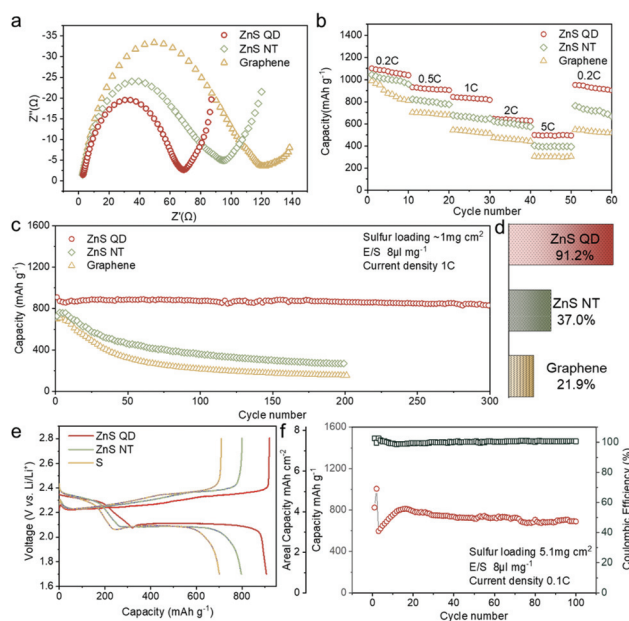 a
ZnS QD
ZnS NT
Graphene
-35
-30
-25
-20
-15
-10
-5
0
Z''(Ω)
0 20 40 60 80 100 120 140
Z'(Ω)
b
ZnS QD
ZnS NT
Graphene
1400
1200
1000
800
600
400
200
0
Capacity(mAh g-1)
0.2C
0.5C
1C
2C
5C
0.2C
0 10 20 30 40 50 60
Cycle number
c
ZnS QD
ZnS NT
Graphene
Sulfur loading ~1mg cm2
E/S 8μl mg-1
Current density 1C
1600
1200
800
400
0
Capacity (mAh g-1)
0 50 100 150 200 250 300
Cycle number
d
ZnS QD
91.2%
ZnS NT
37.0%
Graphene
21.9%
e
ZnS QD
ZnS NT
S
2.8
2.6
2.4
2.2
2.0
1.8
1.6
Voltage (V vs. Li/Li+)
0 200 400 600 800
Capacity (mAh g-1)
f
8
6
4
2
0
Areal Capacity mAh cm-2
1600
1200
800
400
0
Capacity mAh g-1
100
80
60
40
20
0
Coulombic Efficiency (%)
Sulfur loading 5.1mg cm2
E/S 8μl mg-1
Current density 0.1C
0 20 40 60 80 100
Cycle number